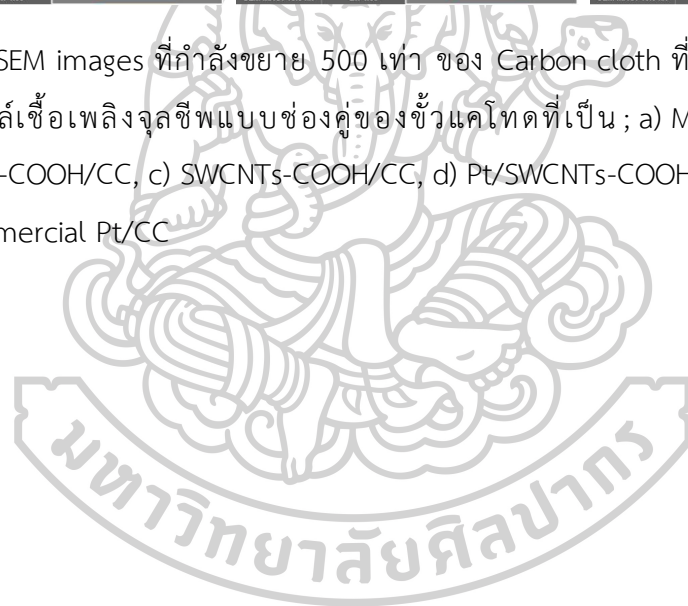 SEM images ที่กำลังขยาย 500 เท่า ของ Carbon cloth ที่
ล์เชื้อเพลิงจุลชีพแบบช่องคู่ของขั้วแคโทดที่เป็น ; a) M
-COOH/CC, c) SWCNTs-COOH/CC, d) Pt/SWCNTs-COOH
mercial Pt/CC
มหาวิทยาลัยศิลปากร